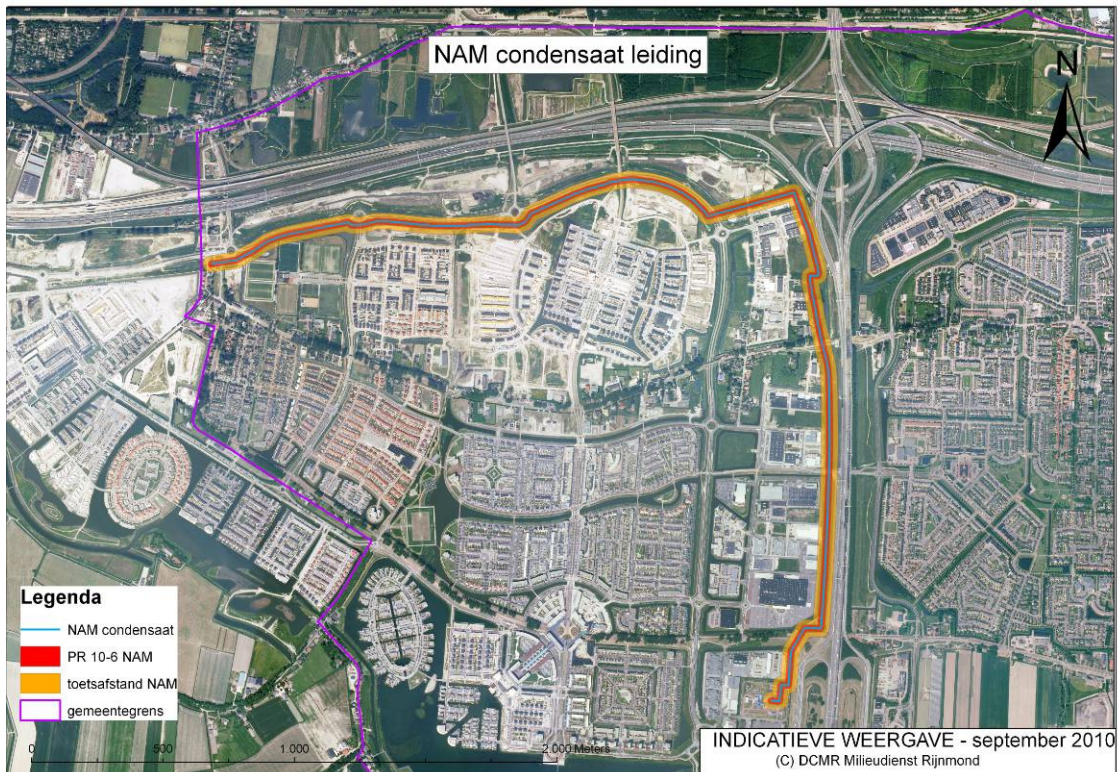 NAM condensaat leiding
N
Legenda
NAM condensaat
PR 10-6 NAM
toetsafstand NAM
gemeentegrens
0 500 1.000 2.000 Meters
INDICATIEVE WEERGAVE - september 2010
(C) DCMR Milieudienst Rijnmond